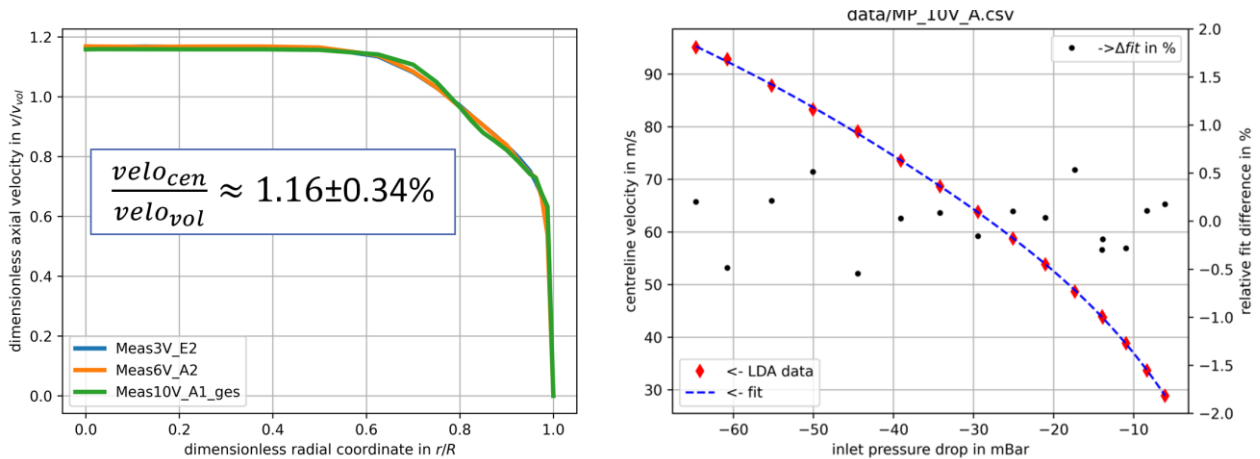 1.2
1.0
0.8
0.6
0.4
0.2
0.0
dimensionless axial velocity in v/v_vol
velo_cen
velo_vol
≈ 1.16±0.34%
Meas3V_E2
Meas6V_A2
Meas10V_A1_ges
0.0 0.2 0.4 0.6 0.8 1.0
dimensionless radial coordinate in r/R
data/MP_10V_A.csv
90
80
70
60
50
40
30
centreline velocity in m/s
->Δfit in %
<- LDA data
<- fit
2.0
1.5
1.0
0.5
0.0
−0.5
−1.0
−1.5
−2.0
relative fit difference in %
−60 −50 −40 −30 −20 −10
inlet pressure drop in mBar